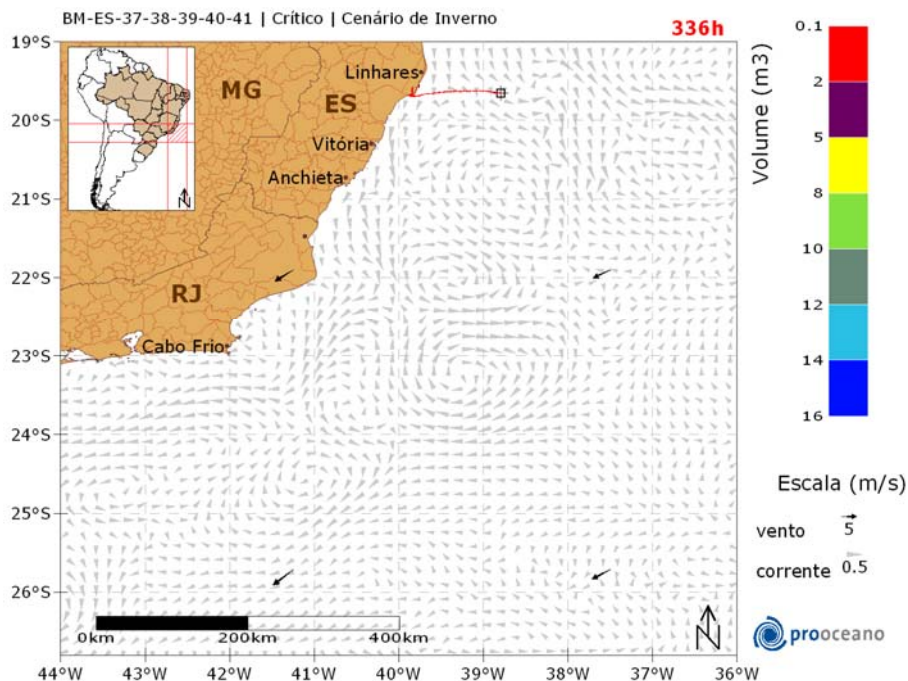 BM-ES-37-38-39-40-41 | Crítico | Cenário de Inverno
336h
19°S
20°S
21°S
22°S
23°S
24°S
25°S
26°S
MG
ES
RJ
Linhares
Vitória
Anchieta
Cabo Frio
N
0km
200km
400km
N
44°W
43°W
42°W
41°W
40°W
39°W
38°W
37°W
36°W
Volume (m3)
0.1
2
5
8
10
12
14
16
Escala (m/s)
vento 5
corrente 0.5
prooceano